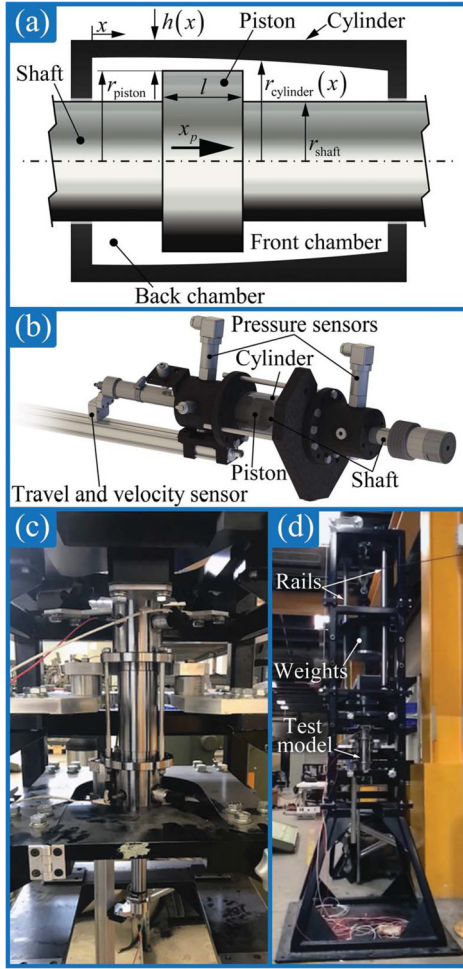 (a)
x
h(x)
Cylinder
Piston
Shaft
r_piston
l
r_cylinder(x)
x_p
r_shaft
Front chamber
Back chamber
(b)
Pressure sensors
Cylinder
Piston
Shaft
Travel and velocity sensor
(c)
(d)
Rails
Weights
Test
model